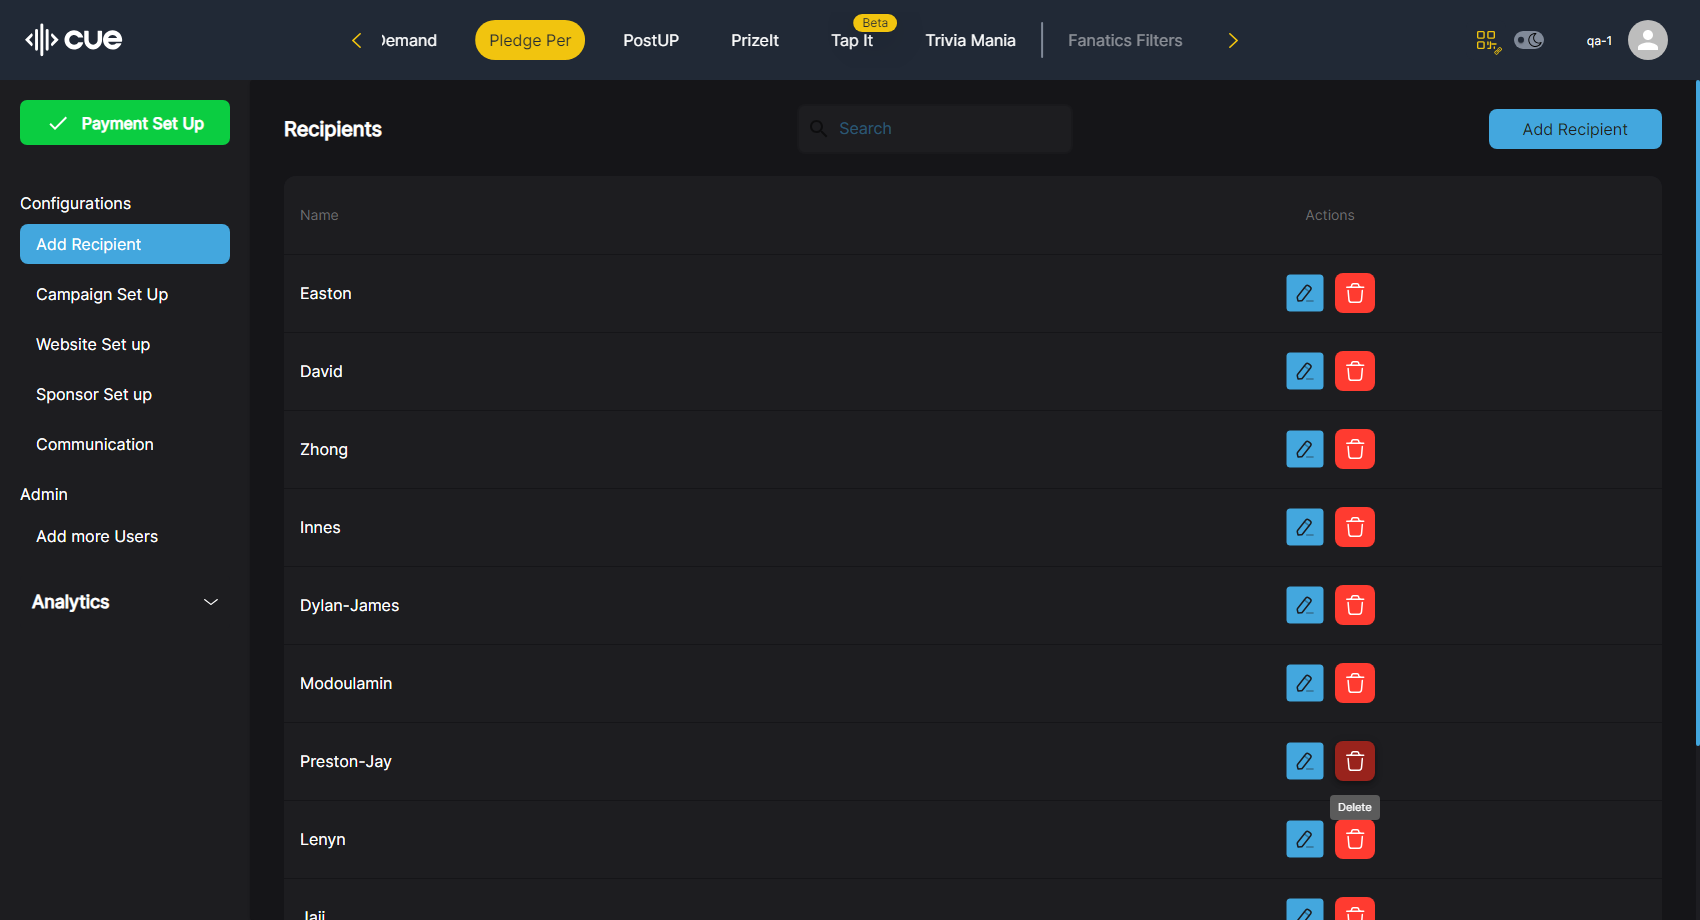 cue
Demand
Pledge Per
PostUP
PrizeIt
Beta
Tap It
Trivia Mania
Fanatics Filters
qa-1
Payment Set Up
Configurations
Add Recipient
Campaign Set Up
Website Set up
Sponsor Set up
Communication
Admin
Add more Users
Analytics
Recipients
Search
Add Recipient
Name
Actions
Easton
David
Zhong
Innes
Dylan-James
Modoulamin
Preston-Jay
Delete
Lenyn